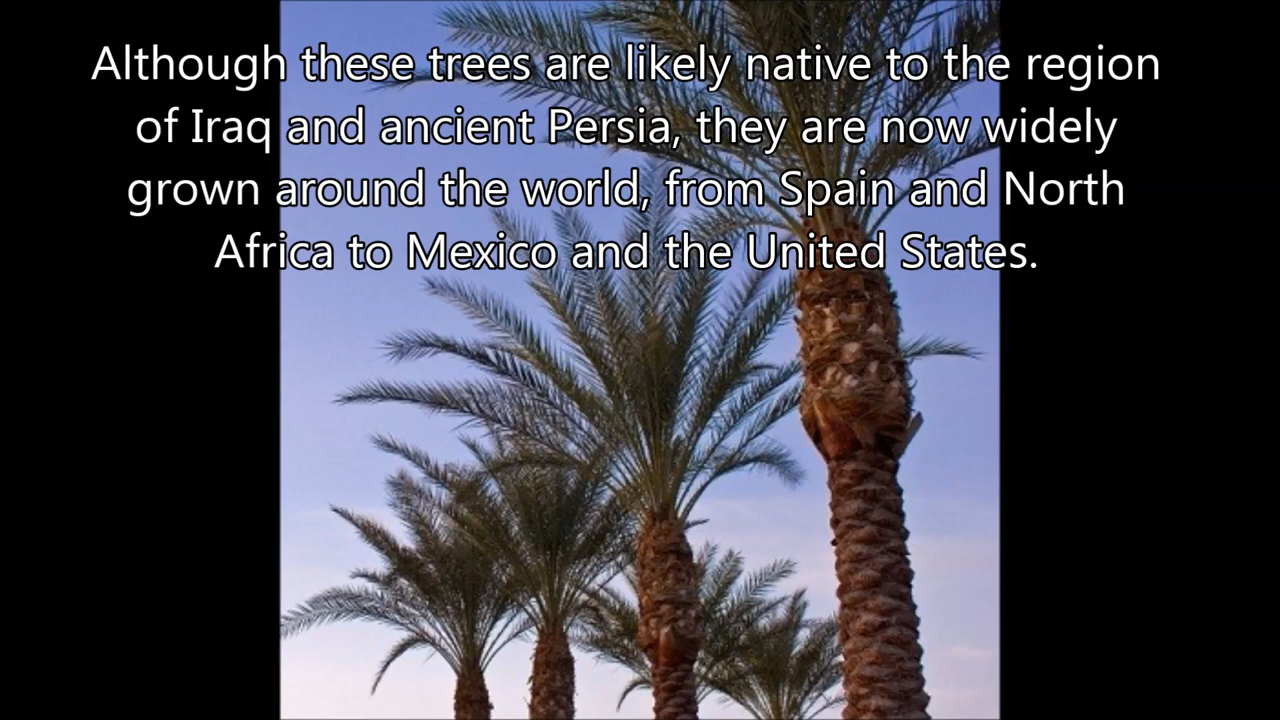 Although these trees are likely native to the region
of Iraq and ancient Persia, they are now widely
grown around the world, from Spain and North
Africa to Mexico and the United States.